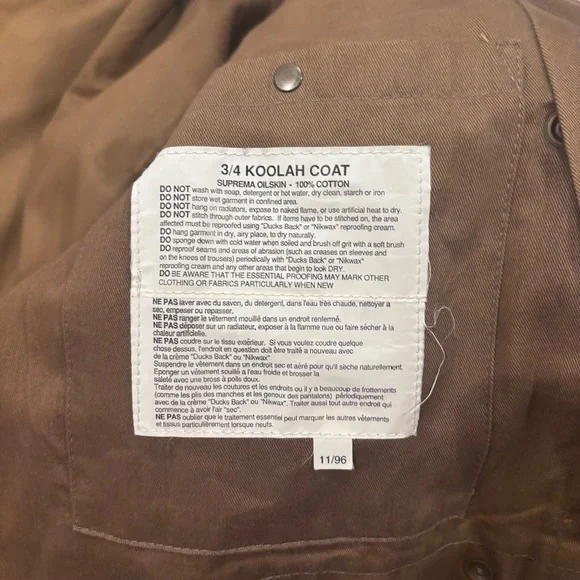 3/4 KOOLAH COAT
SUPREMA OILSKIN - 100% COTTON
DO NOT wash with soap, detergent or hot water, dry clean, starch or iron
DO NOT store wet garment in confined area.
DO NOT hang on radiators, expose to naked flame, or use artificial heat to dry.
DO NOT stitch through outer fabrics. If items have to be stitched on, the area
affected must be reproofed using "Ducks Back" or "Nikwax" reproofing cream.
DO hang garment in dry, airy place, to dry naturally.
DO sponge down with cold water when soiled and brush off grit with a soft brush
DO reproof seams and areas of abrasion (such as creases on sleeves and
on the knees of trousers) periodically with "Ducks Back" or "Nikwax"
reproofing cream and any other areas that begin to look DRY.
DO BE AWARE THAT THE ESSENTIAL PROOFING MAY MARK OTHER
CLOTHING OR FABRICS PARTICULARLY WHEN NEW
NE PAS laver avec du savon, du detergent, dans l'eau très chaude, nettoyer a
sec, empeser ou repasser.
NE PAS ranger le vêtement mouillé dans un endroit renfermé.
NE PAS déposer sur un radiateur, exposer à la flamme nue ou faire sécher à la
chaleur artificielle.
NE PAS coudre sur le tissu extérieur. Si vous voulez coudre quelque
chose dessus, l'endroit en question doit être traité a nouveau avec
de la crème "Ducks Back" ou "Nikwax"
Suspendre le vêtement dans un endroit sec et aéré pour qu'il sèche naturellement.
Eponger un vêtement souillé a l'eau froide et brosser la
saleté avec une bross à poils doux.
Traiter de nouveau les coutures et les endroits ou il y a beaucoup de frottements
(comme les plis des manches et les genoux des pantalons) périodiquement
avec de la crème "Ducks Back" ou "Nikwax". Traiter aussi tout autre endroit qui
commence à avoir l'air "sec".
NE PAS oublier que le traitement essentiel peut marquer les autres vêtements
et tissus particulièrement lorsque neufs.
11/96